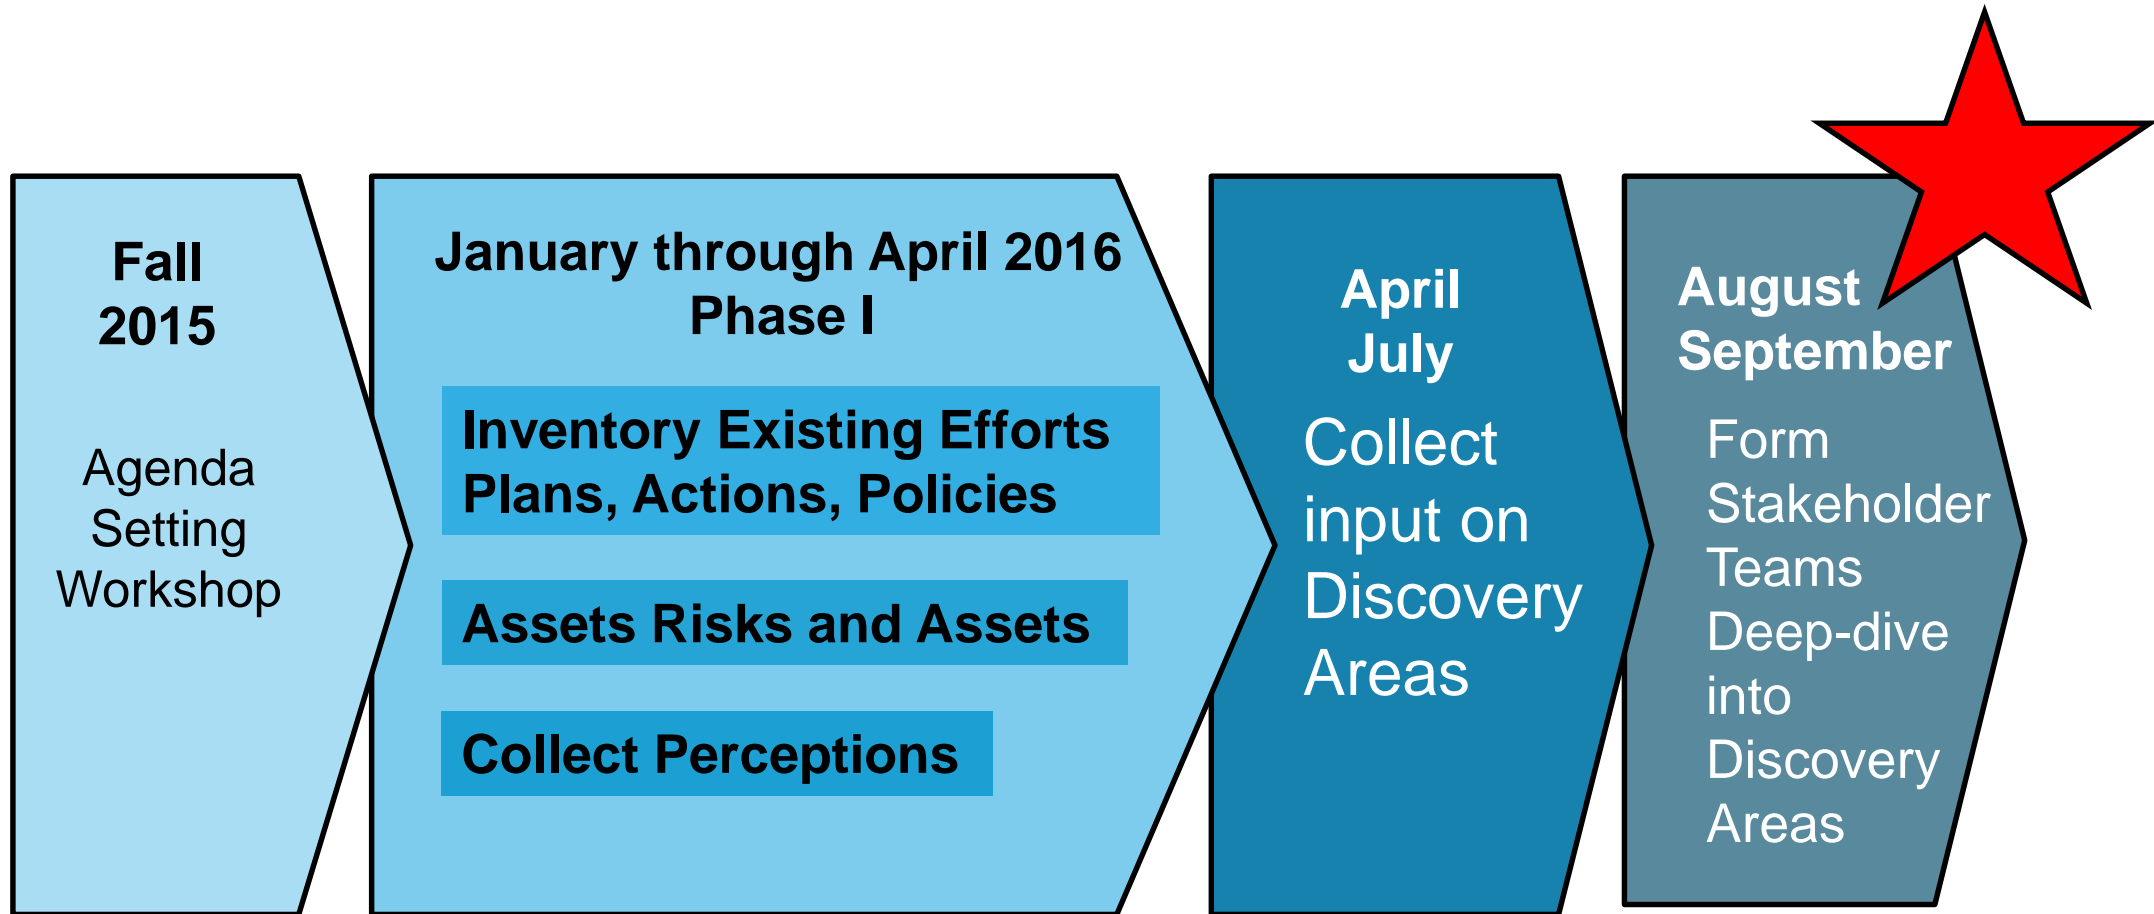 Fall
2015
Agenda
Setting
Workshop
January through April 2016
Phase I
Inventory Existing Efforts
Plans, Actions, Policies
Assets Risks and Assets
Collect Perceptions
April
July
Collect
input on
Discovery
Areas
August
September
Form
Stakeholder
Teams
Deep-dive
into
Discovery
Areas